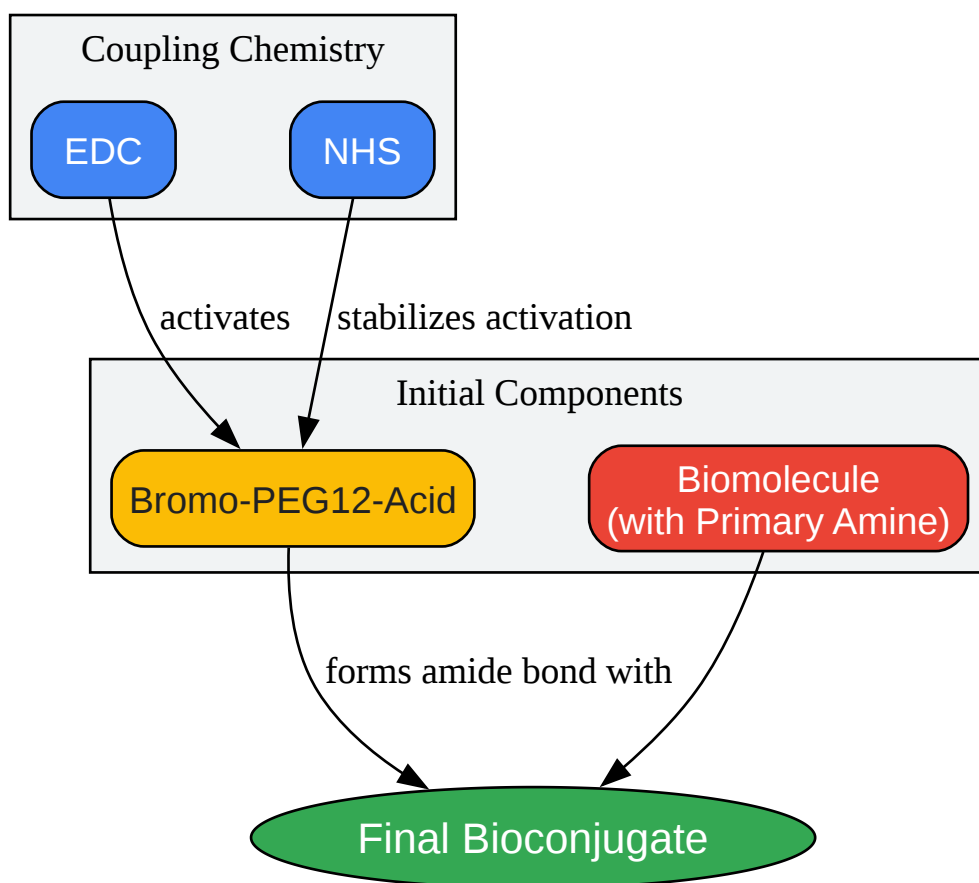 Coupling Chemistry
EDC
NHS
activates
stabilizes activation
Initial Components
Bromo-PEG12-Acid
Biomolecule
(with Primary Amine)
forms amide bond with
Final Bioconjugate